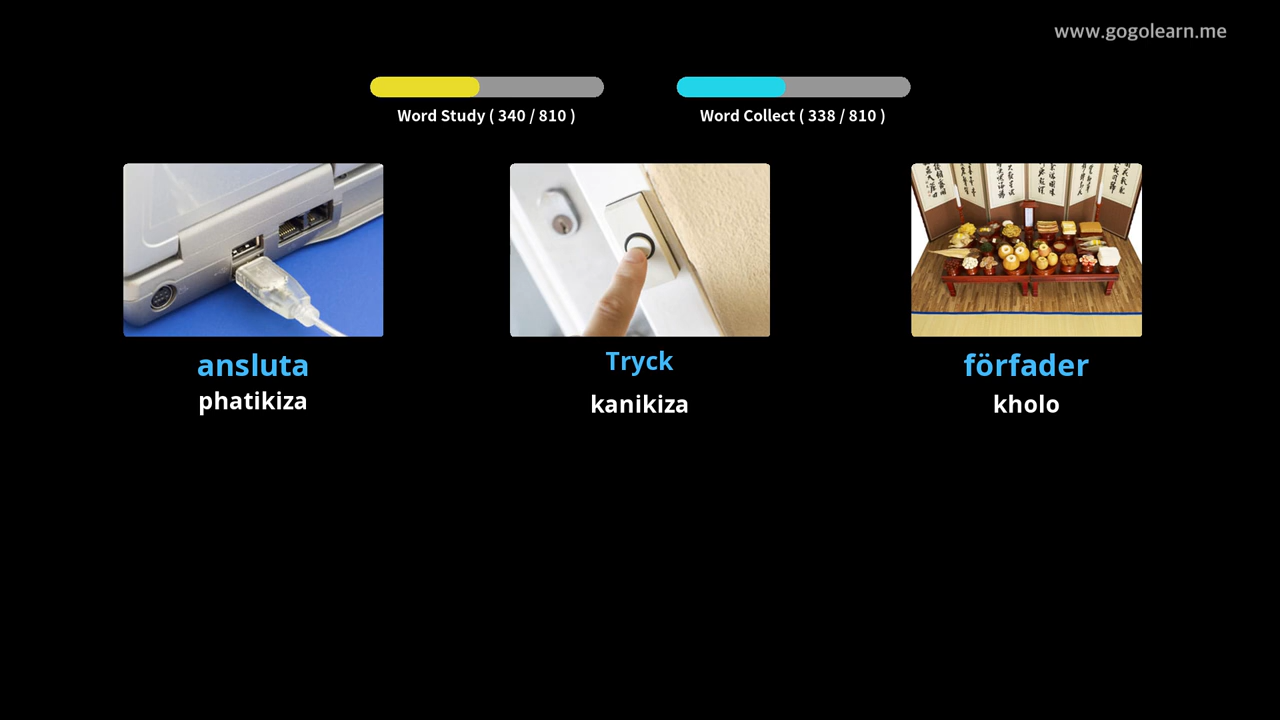 www.gogolearn.me
Word Study ( 340 / 810 )
Word Collect ( 338 / 810 )
ansluta
phatikiza
Tryck
kanikiza
förfader
kholo